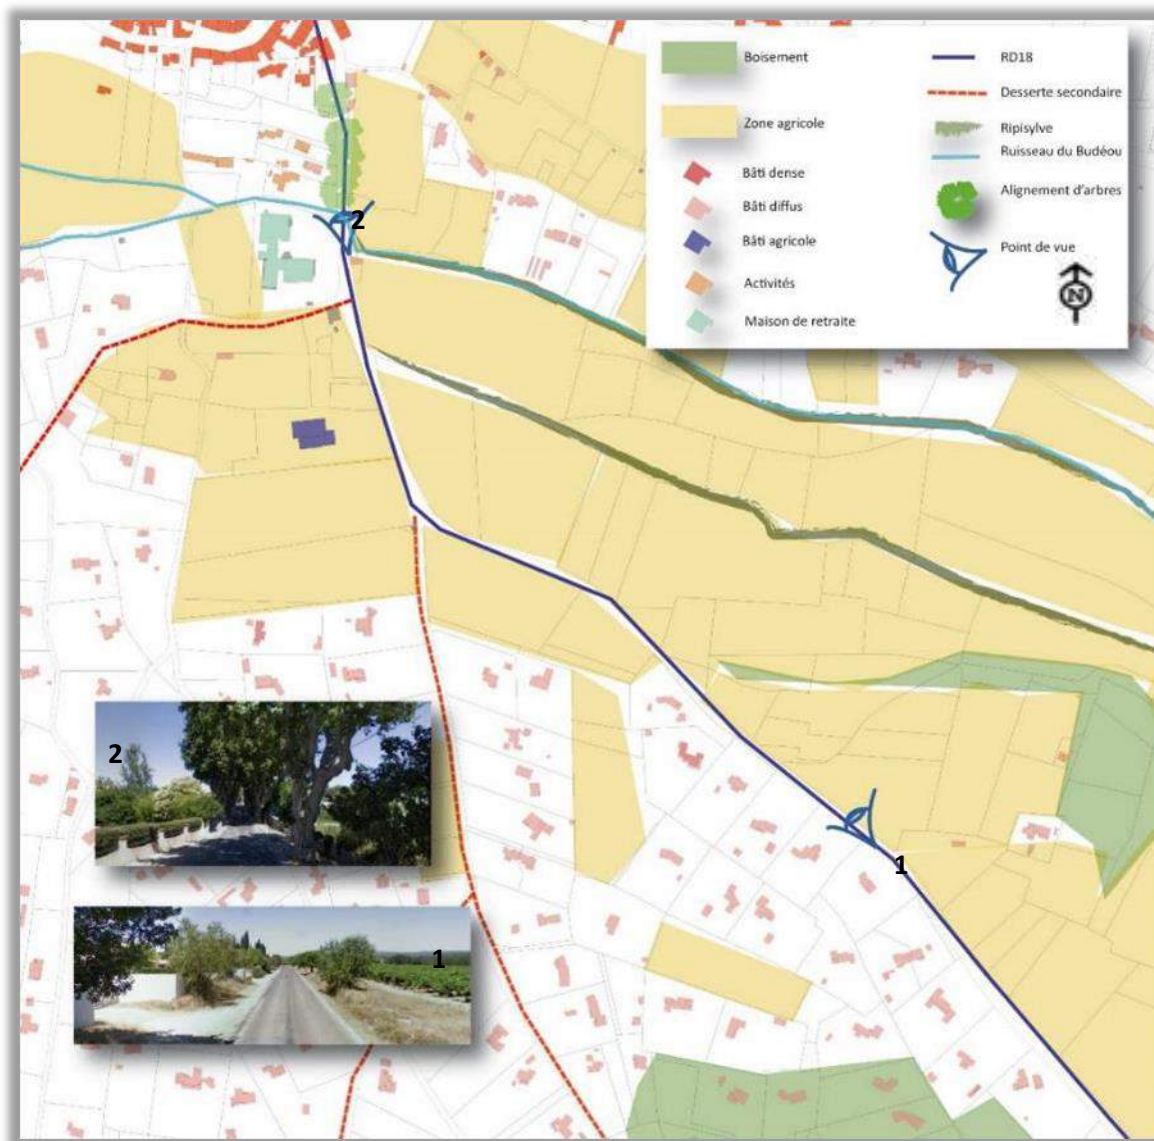 Boisement
Zone agricole
Bâti dense
Bâti diffus
Bâti agricole
Activités
Maison de retraite
RD18
Desserte secondaire
Ripisylve
Ruisseau du Budéou
Alignement d'arbres
Point de vue
N
2
1
2
1